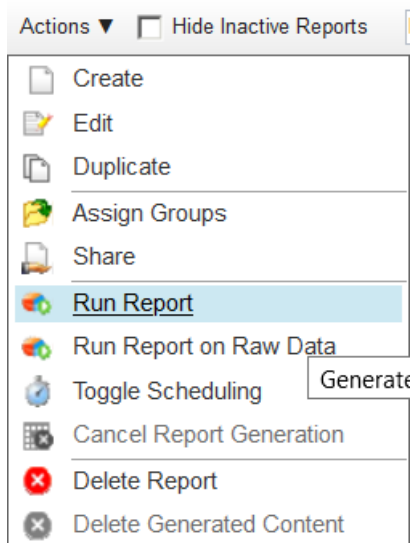 Actions ▼ Hide Inactive Reports
Create
Edit
Duplicate
Assign Groups
Share
Run Report
Run Report on Raw Data
Generate
Toggle Scheduling
Cancel Report Generation
Delete Report
Delete Generated Content